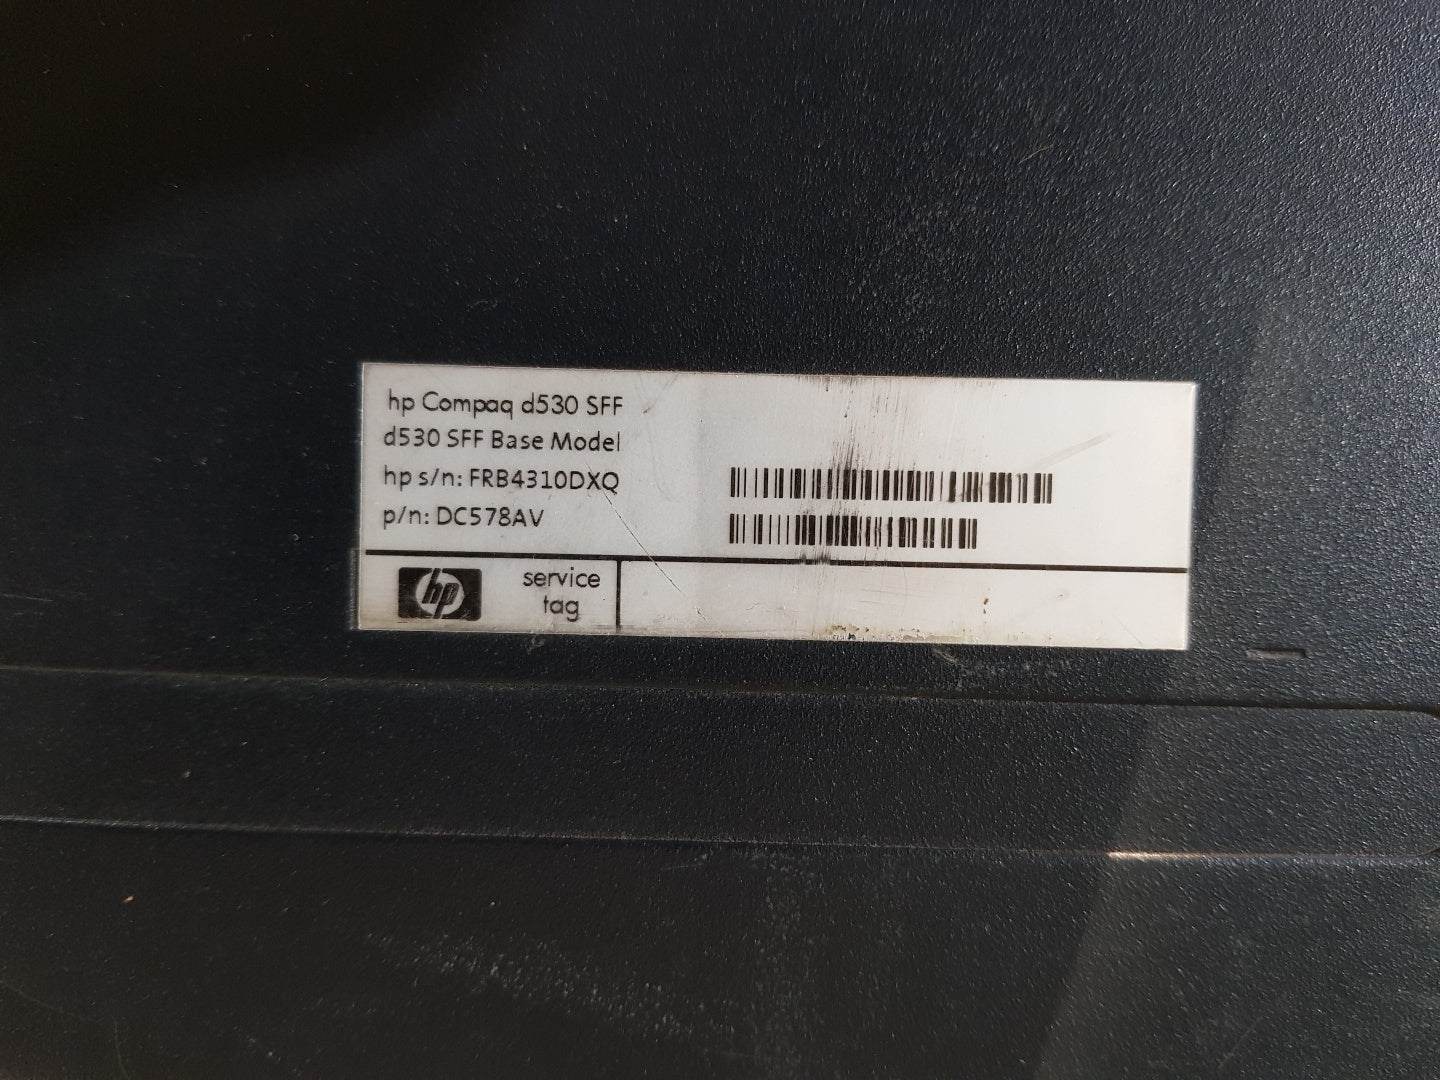 hp Compaq d530 SFF
d530 SFF Base Model
hp s/n: FRB4310DXQ
p/n: DC578AV
hp
service
tag